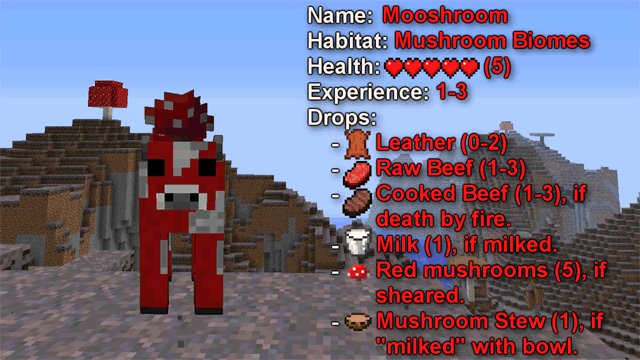 Name: Mooshroom
Habitat: Mushroom Biomes
Health: (5)
Experience: 1-3
Drops:
- Leather (0-2)
- Raw Beef (1-3)
- Cooked Beef (1-3), if
death by fire.
- Milk (1), if milked.
- Red mushrooms (5), if
sheared.
- Mushroom Stew (1), if
"milked" with bowl.